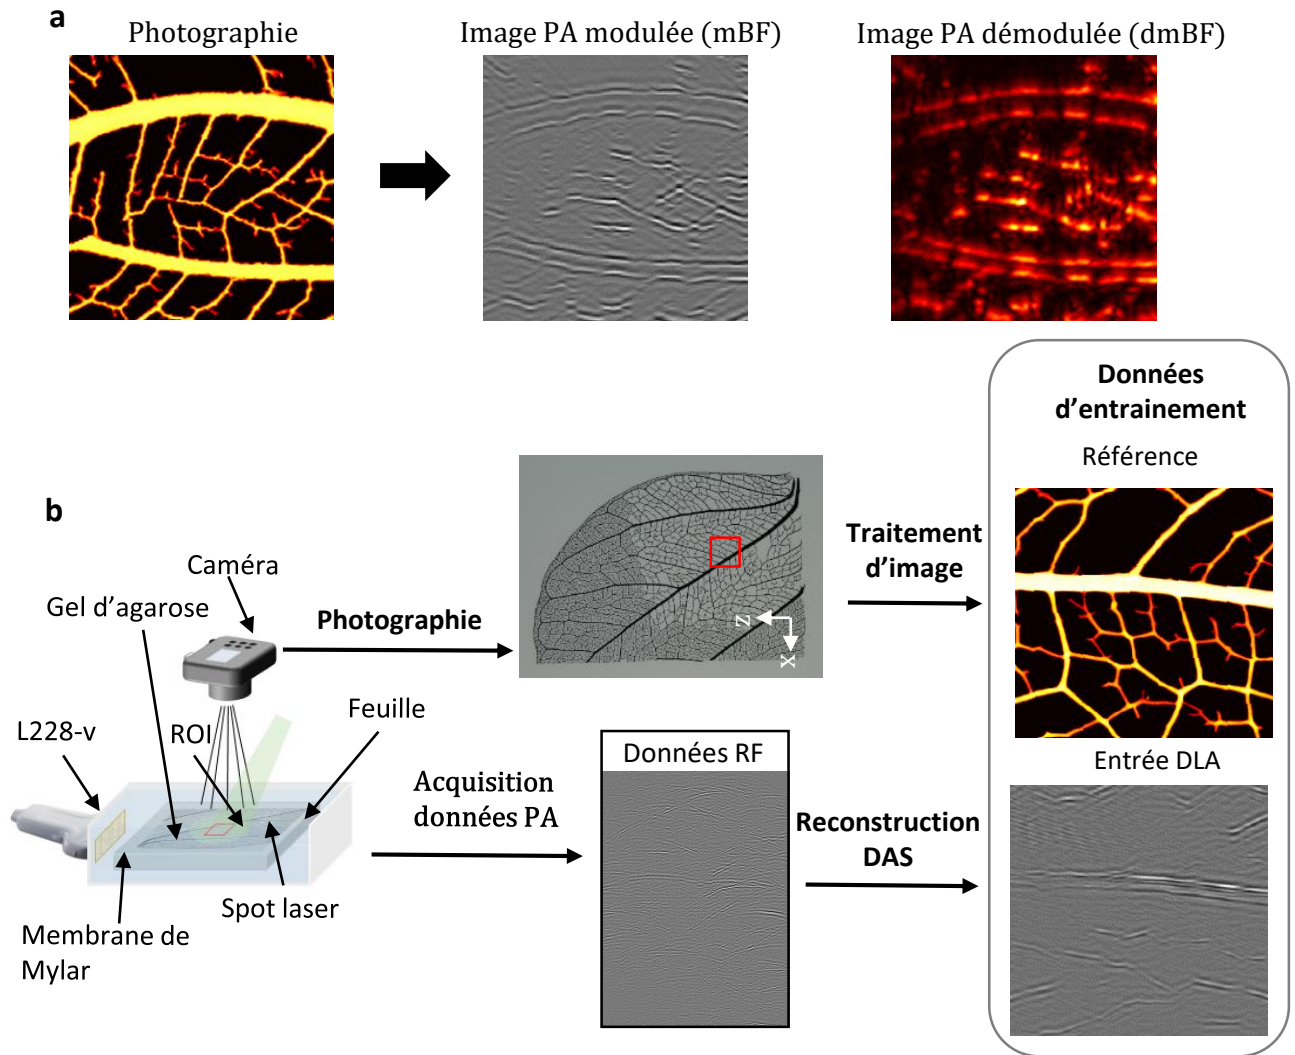 a
Photographie
Image PA modulée (mBF)
Image PA démodulée (dmBF)
Données
d’entrainement
Référence
b
Caméra
Gel d’agarose
Photographie
Z
X
Traitement
d’image
L228-v
ROI
Feuille
Acquisition
données PA
Données RF
Entrée DLA
Reconstruction
DAS
Spot laser
Membrane de
Mylar